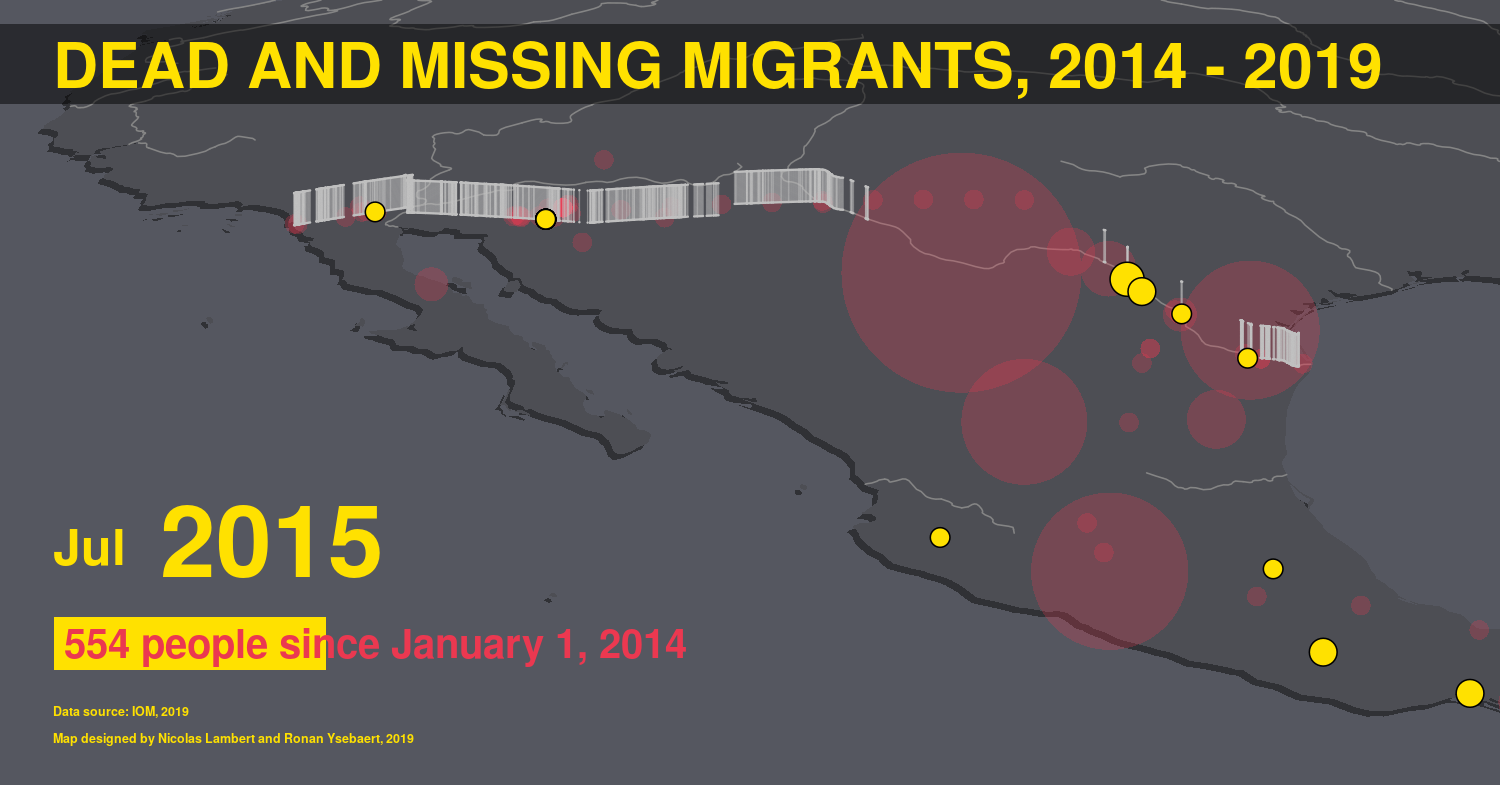 DEAD AND MISSING MIGRANTS, 2014 - 2019
Jul 2015
554 people since January 1, 2014
Data source: IOM, 2019
Map designed by Nicolas Lambert and Ronan Ysebaert, 2019